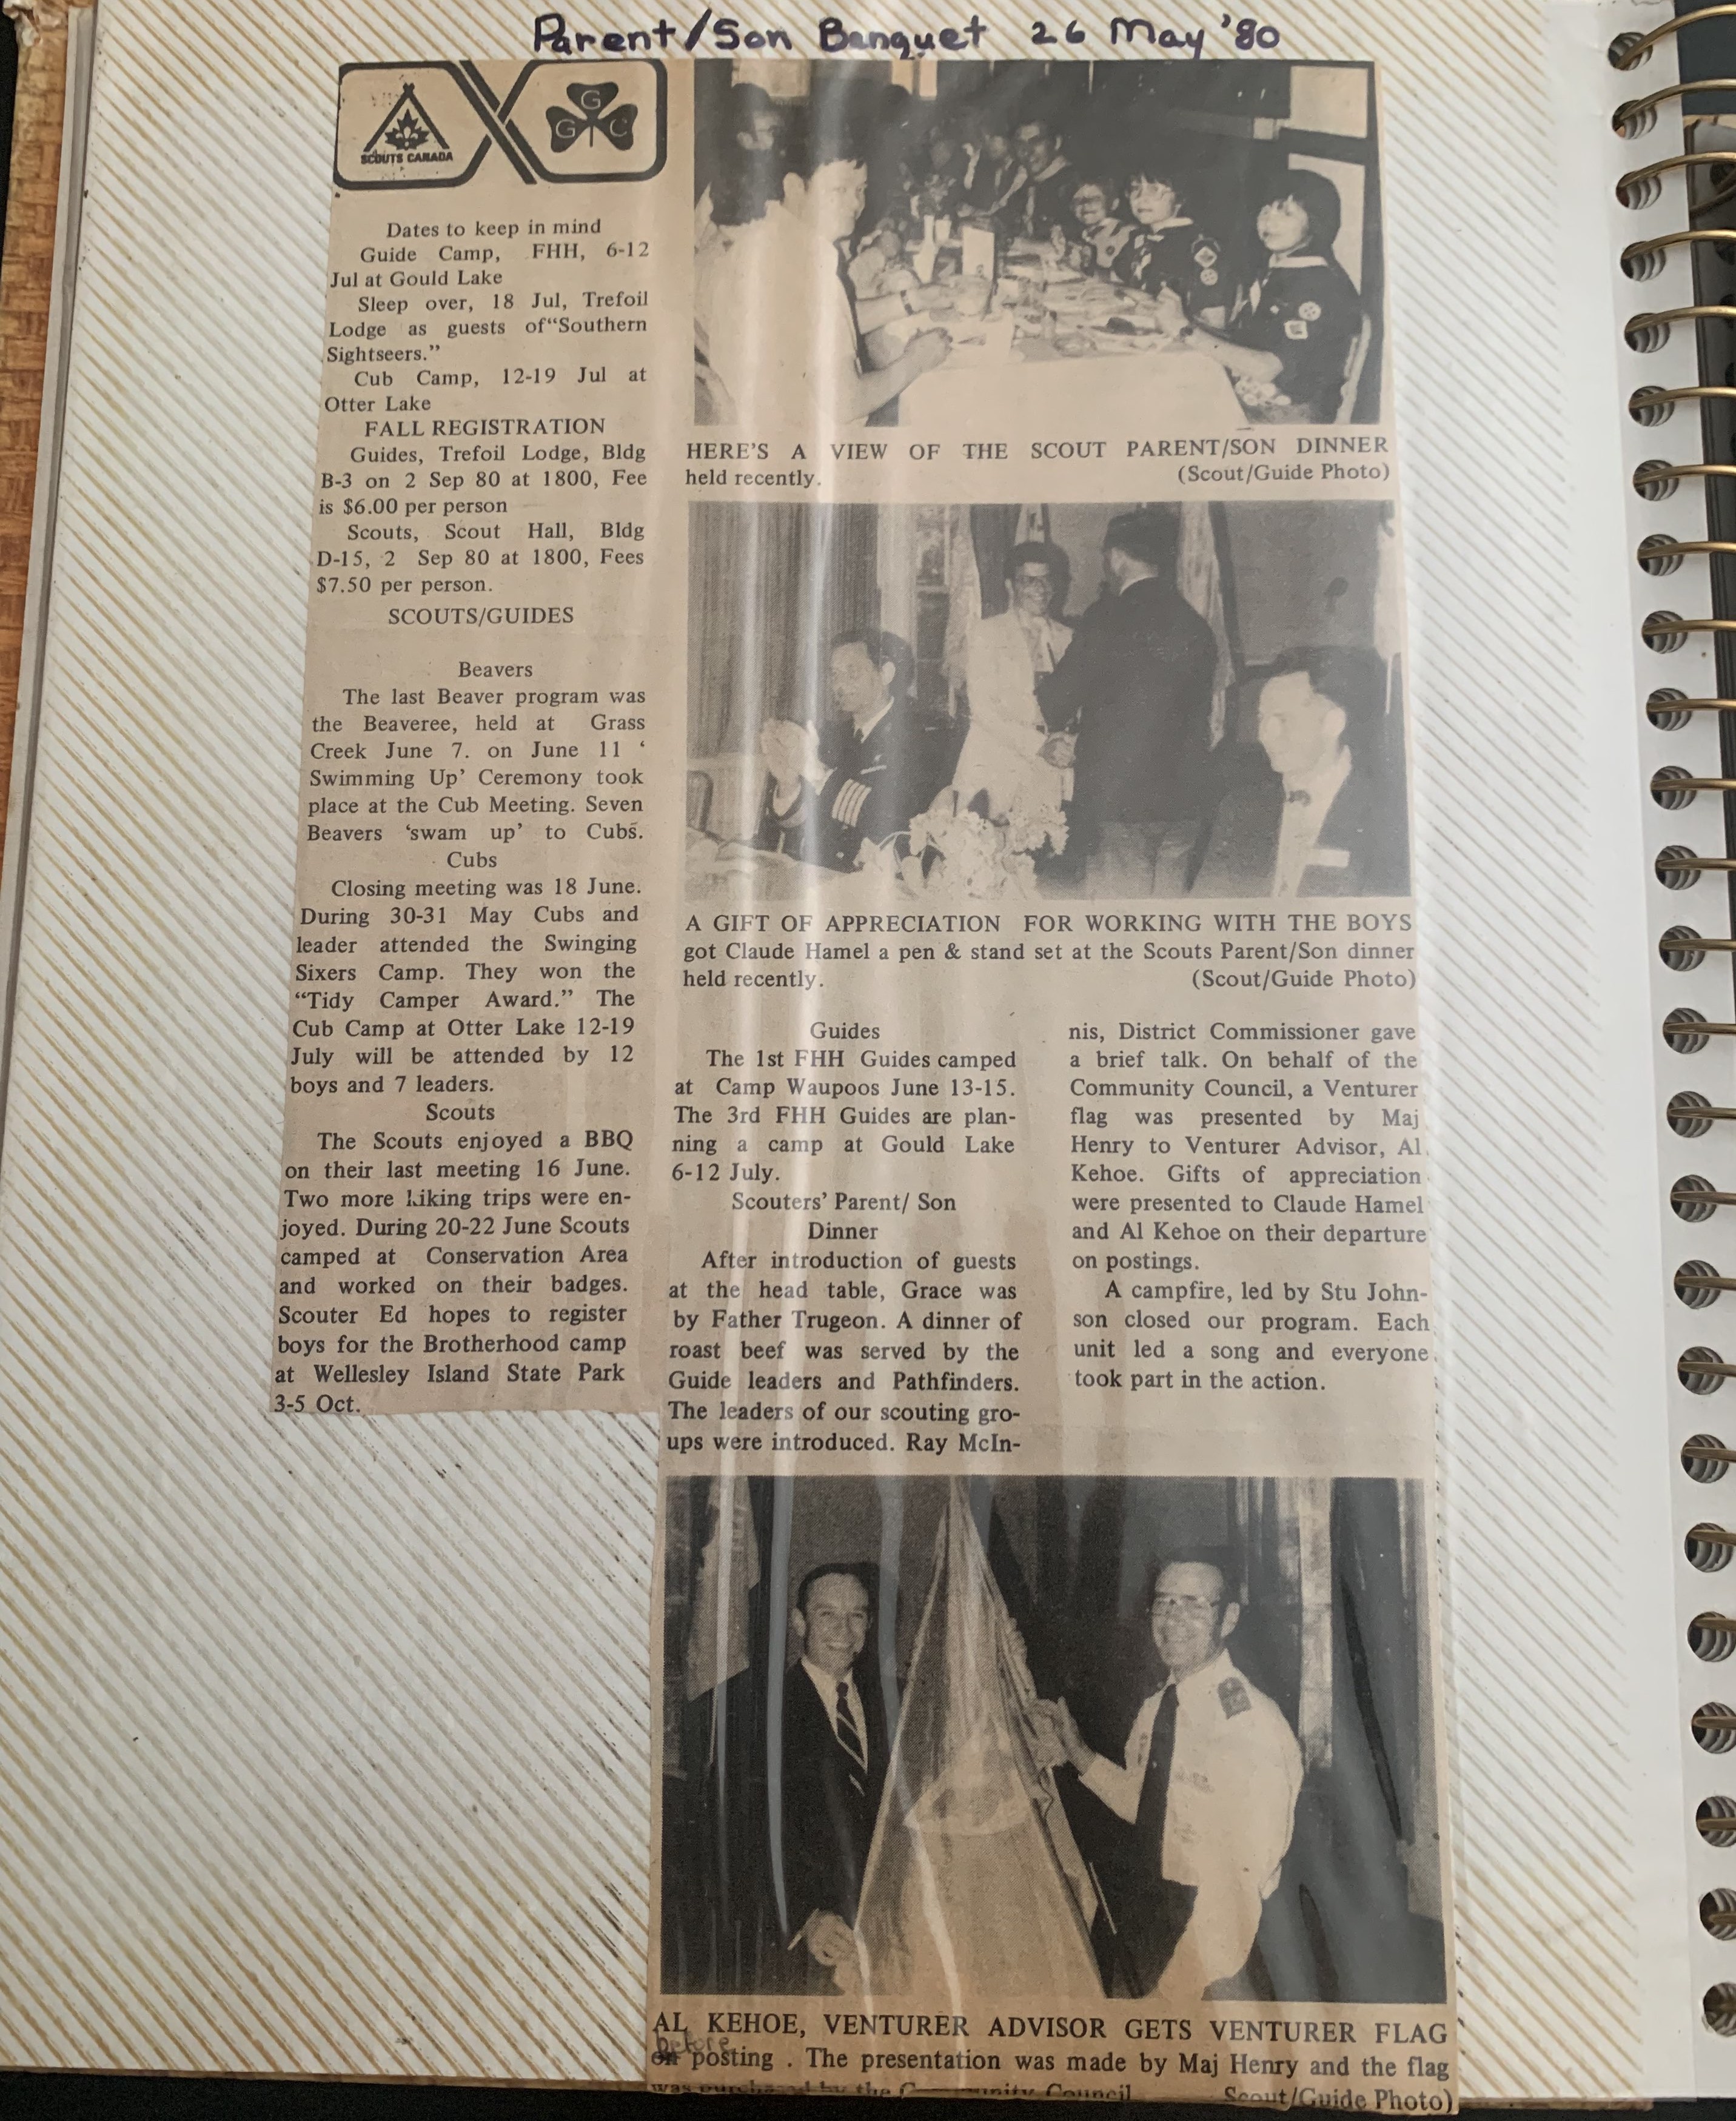 Parent/Son Banquet 26 May '80
SCOUTS CANADA
G
G C
Dates to keep in mind
Guide Camp, FHH, 6-12
Jul at Gould Lake
Sleep over, 18 Jul, Trefoil
Lodge as guests of“Southern
Sightseers.”
Cub Camp, 12-19 Jul at
Otter Lake
FALL REGISTRATION
Guides, Trefoil Lodge, Bldg
B-3 on 2 Sep 80 at 1800, Fee
is $6.00 per person
Scouts, Scout Hall, Bldg
D-15, 2 Sep 80 at 1800, Fees
$7.50 per person.
SCOUTS/GUIDES
Beavers
The last Beaver program was
the Beaveree, held at Grass
Creek June 7. on June 11 ‘
Swimming Up’ Ceremony took
place at the Cub Meeting. Seven
Beavers ‘swam up’ to Cubs.
Cubs
Closing meeting was 18 June.
During 30-31 May Cubs and
leader attended the Swinging
Sixers Camp. They won the
“Tidy Camper Award.” The
Cub Camp at Otter Lake 12-19
July will be attended by 12
boys and 7 leaders.
Scouts
The Scouts enjoyed a BBQ
on their last meeting 16 June.
Two more hiking trips were en-
joyed. During 20-22 June Scouts
camped at Conservation Area
and worked on their badges.
Scouter Ed hopes to register
boys for the Brotherhood camp
at Wellesley Island State Park
3-5 Oct.
HERE'S A VIEW OF THE SCOUT PARENT/SON DINNER
held recently. (Scout/Guide Photo)
A GIFT OF APPRECIATION FOR WORKING WITH THE BOYS
got Claude Hamel a pen & stand set at the Scouts Parent/Son dinner
held recently. (Scout/Guide Photo)
Guides
The 1st FHH Guides camped
at Camp Waupoos June 13-15.
The 3rd FHH Guides are plan-
ning a camp at Gould Lake
6-12 July.
Scouters’ Parent/ Son
Dinner
After introduction of guests
at the head table, Grace was
by Father Trugeon. A dinner of
roast beef was served by the
Guide leaders and Pathfinders.
The leaders of our scouting gro-
ups were introduced. Ray McIn-
nis, District Commissioner gave
a brief talk. On behalf of the
Community Council, a Venturer
flag was presented by Maj
Henry to Venturer Advisor, Al
Kehoe. Gifts of appreciation
were presented to Claude Hamel
and Al Kehoe on their departure
on postings.
A campfire, led by Stu John-
son closed our program. Each
unit led a song and everyone
took part in the action.
AL KEHOE, VENTURER ADVISOR GETS VENTURER FLAG
before
on posting . The presentation was made by Maj Henry and the flag
was purchased by the Community Council. Scout/Guide Photo)